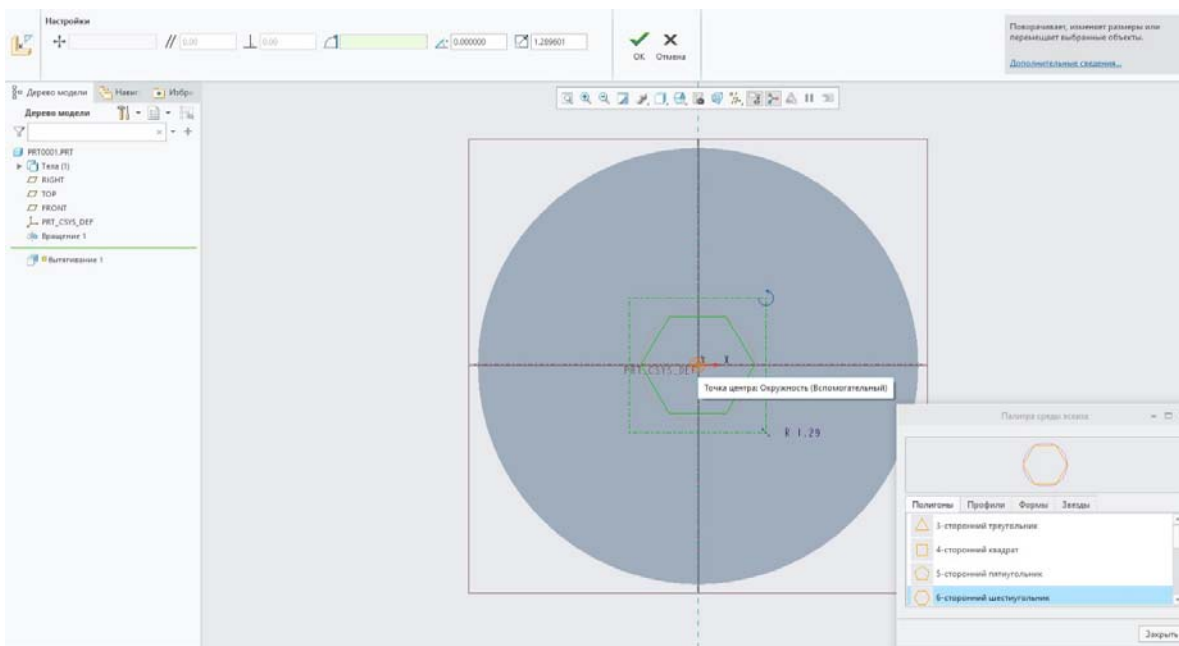 Настройки
0.00
0.00
0.000000
1.289601
OK
Отмена
Поворачивает, изменяет размеры или
перемещает выбранные объекты.
Дополнительные сведения...
Дерево модели
Навиг
Избр
Дерево модели
PRT0001.PRT
Тела (1)
RIGHT
TOP
FRONT
PRT_CSYS_DEF
Вращение 1
Вытягивание 1
PRT_CSYS_DEF
X
Точка центра: Окружность (Вспомогательный)
R 1.29
Палитра среды эскиза
Полигоны
Профили
Формы
Звезды
3-сторонний треугольник
4-сторонний квадрат
5-сторонний пятиугольник
6-сторонний шестиугольник
Закрыть